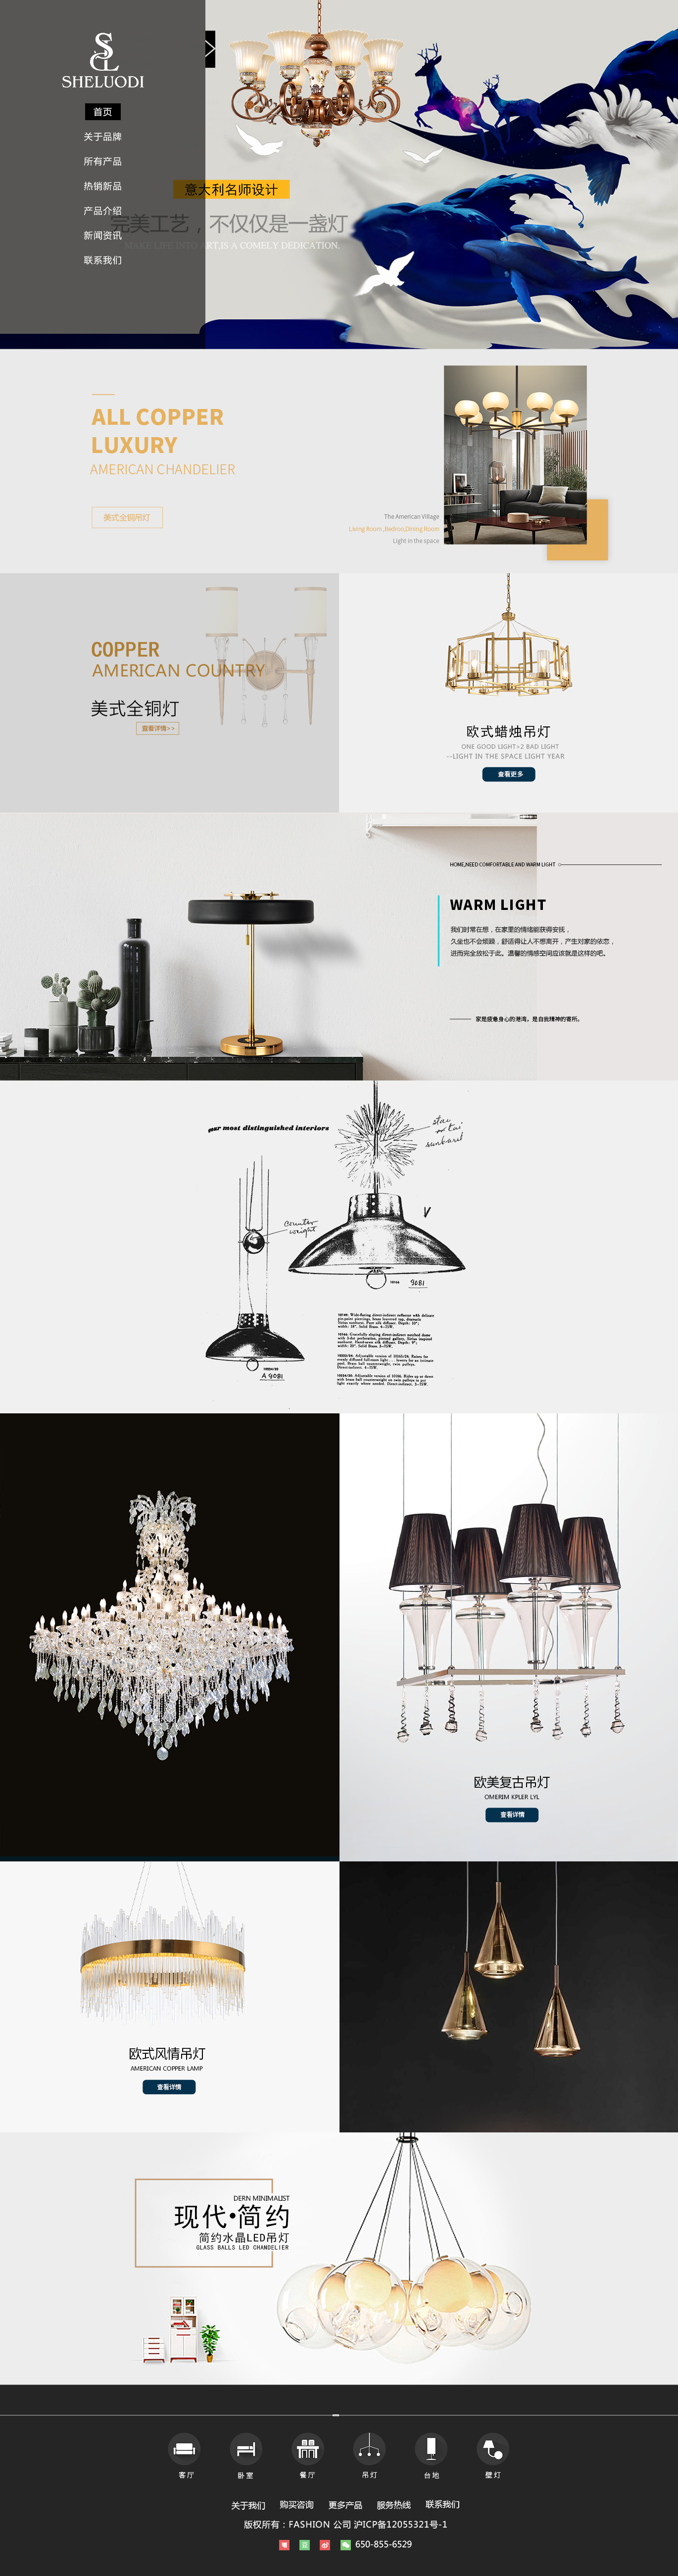 SHELUODI
首页
关于品牌
所有产品
热销新品
产品介绍
新闻资讯
联系我们
意大利名师设计
完美工艺，不仅仅是一盏灯
MAKE LIFE INTO ART,IS A COMELY DEDICATION.
ALL COPPER
LUXURY
AMERICAN CHANDELIER
美式全铜吊灯
The American Village
Living Room,Bedroo,Dining Room
Light in the space
COPPER
AMERICAN COUNTRY
美式全铜灯
查看详情>>
欧式蜡烛吊灯
ONE GOOD LIGHT=2 BAD LIGHT
--LIGHT IN THE SPACE LIGHT YEAR
查看更多
HOME,NEED COMFORTABLE AND WARM LIGHT
WARM LIGHT
我们时常在想，在家里的情绪能获得安抚，
久坐也不会烦躁，舒适得让人不想离开，产生对家的依恋，
进而完全放松于此。温馨的情感空间应该就是这样的吧。
家是疲惫身心的港湾。是自我精神的寄所。
our most distinguished interiors
sunburst
counter
weight
9081
A 9081
欧美复古吊灯
OMERIM KPLER LYL
查看详情
欧式风情吊灯
AMERICAN COPPER LAMP
查看详情
DERN MINIMALIST
现代•简约
简约水晶LED吊灯
GLASS BALLS LED CHANDELIER
客厅
卧室
餐厅
吊灯
台地
壁灯
关于我们 购买咨询 更多产品 服务热线 联系我们
版权所有：FASHION 公司 沪ICP备12055321号-1
650-855-6529